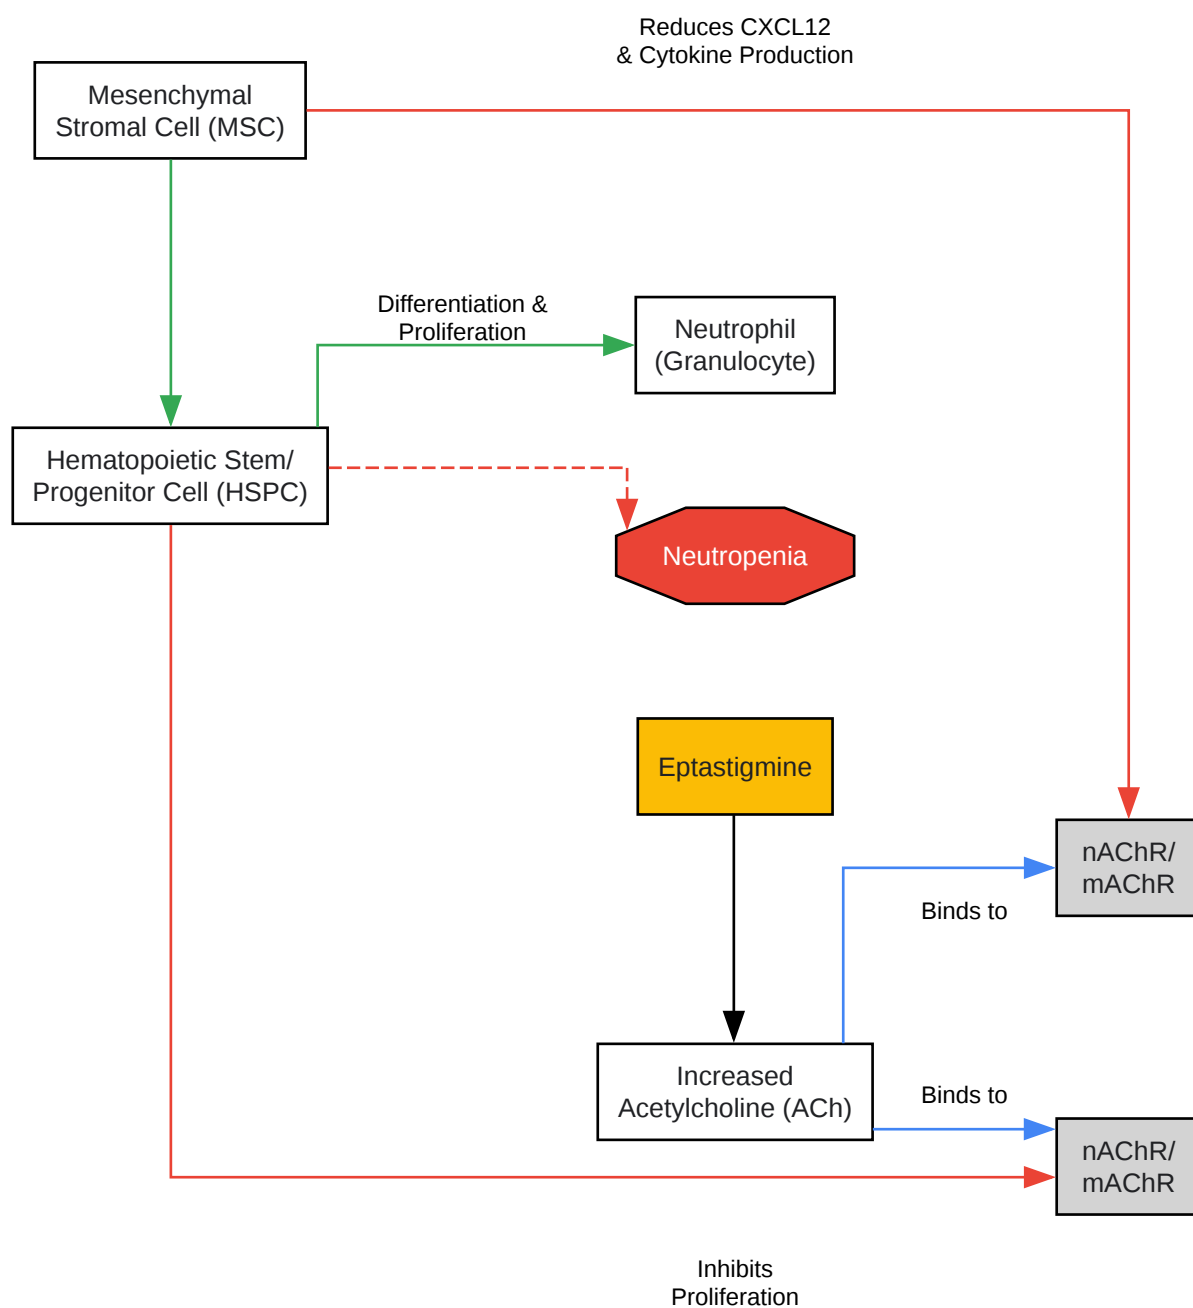 Reduces CXCL12
& Cytokine Production
Mesenchymal
Stromal Cell (MSC)
Differentiation &
Proliferation
Neutrophil
(Granulocyte)
Hematopoietic Stem/
Progenitor Cell (HSPC)
Neutropenia
Eptastigmine
nAChR/
mAChR
Binds to
Increased
Acetylcholine (ACh)
Binds to
nAChR/
mAChR
Inhibits
Proliferation